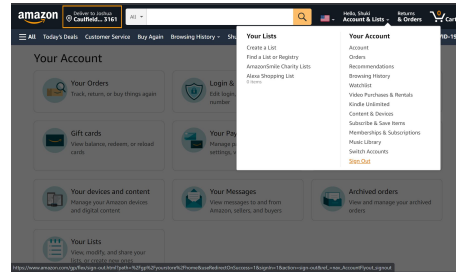 amazon
Deliver to Joshua
Caulfield... 3161
All
Hello, Shuki
Account & Lists
Returns
& Orders
Cart
All Today's Deals Customer Service Buy Again Browsing History
Your Account
Your Orders
Track, return, or buy things again
Login &
Edit login,
number
Gift cards
View balance, redeem, or reload
cards
Your Pay
settings,
Your devices and content
Manage your Amazon devices
and digital content
Your Messages
View messages to and from
Amazon, sellers, and buyers
Archived orders
View and manage your archived
orders
Your Lists
View, modify, and share your
lists, or create new ones
Your Lists
Create a List
Find a List or Registry
AmazonSmile Charity Lists
Alexa Shopping List
0 items
Your Account
Account
Orders
Recommendations
Browsing History
Watchlist
Video Purchases & Rentals
Kindle Unlimited
Content & Devices
Subscribe & Save Items
Memberships & Subscriptions
Music Library
Switch Accounts
Sign Out